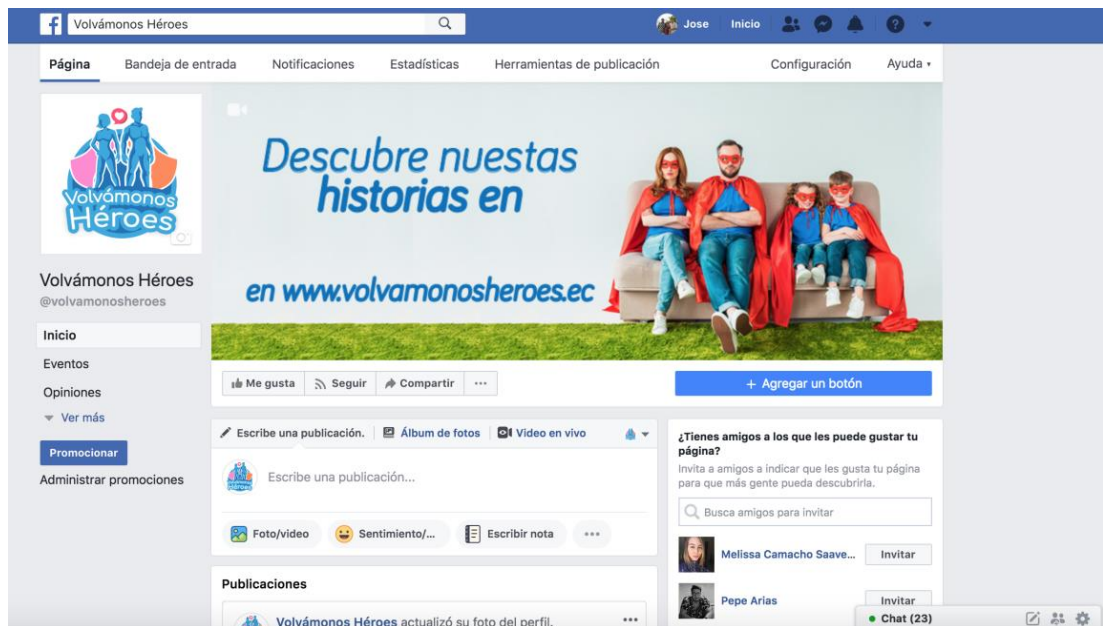 Volvámonos Héroes
Jose Inicio
Página Bandeja de entrada Notificaciones Estadísticas Herramientas de publicación Configuración Ayuda
Volvámonos
Héroes
Descubre nuestas
historias en
en www.volvamonosheroes.ec
Volvámonos Héroes
@volvamonosheroes
Inicio
Eventos
Opiniones
Ver más
Promocionar
Administrar promociones
Me gusta Seguir Compartir ...
+ Agregar un botón
Escribe una publicación. Álbum de fotos Video en vivo
Escribe una publicación...
Foto/video Sentimiento/... Escribir nota ...
Publicaciones
Volvámonos Héroes actualizó su foto del perfil. ...
¿Tienes amigos a los que les puede gustar tu
página?
Invita a amigos a indicar que les gusta tu página
para que más gente pueda descubrirla.
Busca amigos para invitar
Melissa Camacho Saave... Invitar
Pepe Arias Invitar
Chat (23)